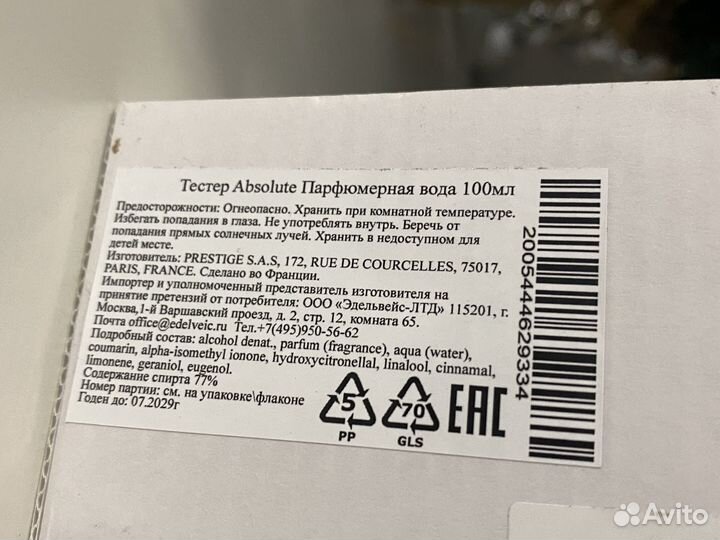 Тестер Absolute Парфюмерная вода 100мл
Предосторожности: Огнеопасно. Хранить при комнатной температуре.
Избегать попадания в глаза. Не употреблять внутрь. Беречь от
попадания прямых солнечных лучей. Хранить в недоступном для
детей месте.
Изготовитель: PRESTIGE S.A.S, 172, RUE DE COURCELLES, 75017,
PARIS, FRANCE. Сделано во Франции.
Импортер и уполномоченный представитель изготовителя на
принятие претензий от потребителя: ООО «Эдельвейс-ЛТД» 115201, г.
Москва,1-й Варшавский проезд, д. 2, стр. 12, комната 65.
Почта office@edelveic.ru Тел.+7(495)950-56-62
Подробный состав: alcohol denat., parfum (fragrance), aqua (water),
coumarin, alpha-isomethyl ionone, hydroxycitronellal, linalool, cinnamal,
limonene, geraniol, eugenol.
Содержание спирта 77%
Номер партии: см. на упаковке\флаконе
Годен до: 07.2029г
5
PP
70
GLS
EAC
2005444629334
Avito